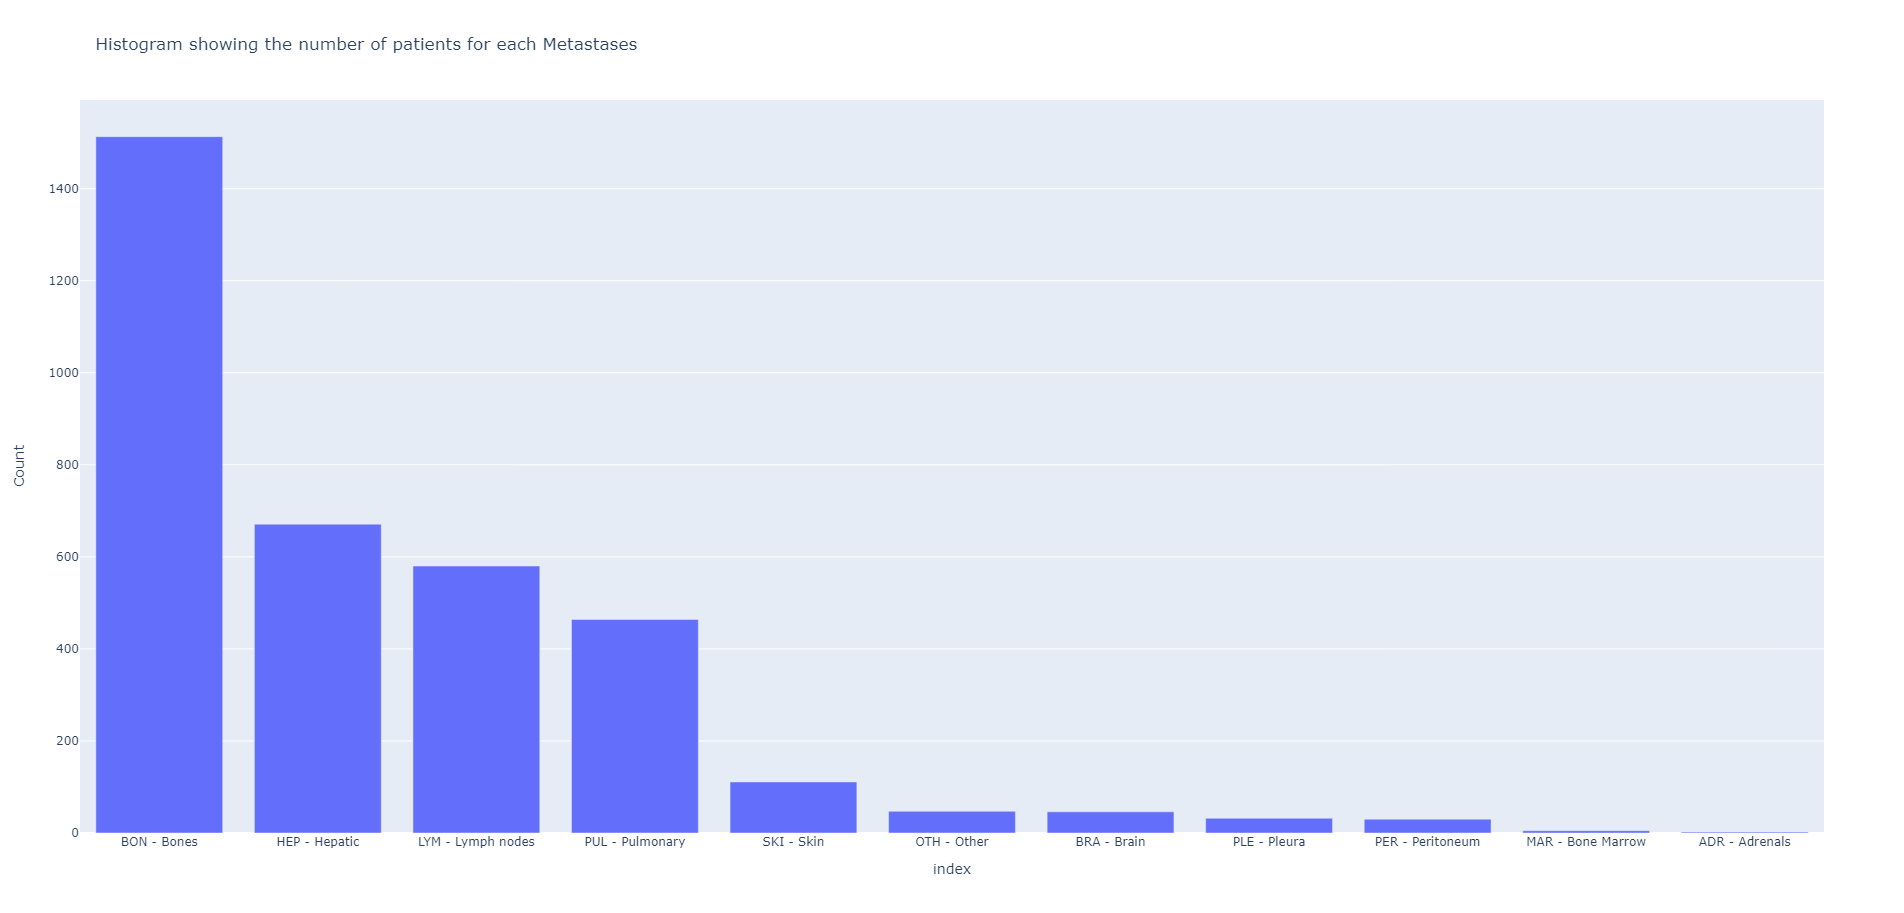 Histogram showing the number of patients for each Metastases
1400
1200
1000
800
600
400
200
0
Count
BON - Bones
HEP - Hepatic
LYM - Lymph nodes
PUL - Pulmonary
SKI - Skin
OTH - Other
BRA - Brain
PLE - Pleura
PER - Peritoneum
MAR - Bone Marrow
ADR - Adrenals
index